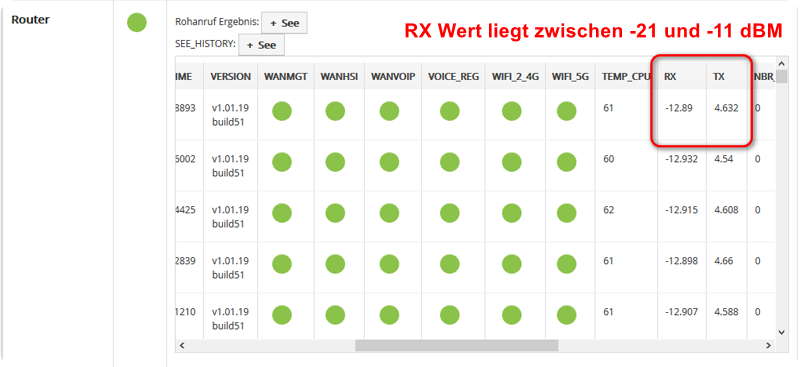 Router
Rohanruf Ergebnis: + See
RX Wert liegt zwischen -21 und -11 dBM
SEE_HISTORY: + See
IME VERSION WANMGT WANHSI WANVOIP VOICE_REG WIFI_2_4G WIFI_5G TEMP_CPU RX TX NBR_
8893 v1.01.19 61 -12.89 4.632 0
build51
6002 v1.01.19 60 -12.932 4.54 0
build51
4425 v1.01.19 62 -12.915 4.608 0
build51
2839 v1.01.19 61 -12.898 4.66 0
build51
1210 v1.01.19 61 -12.907 4.588 0
build51